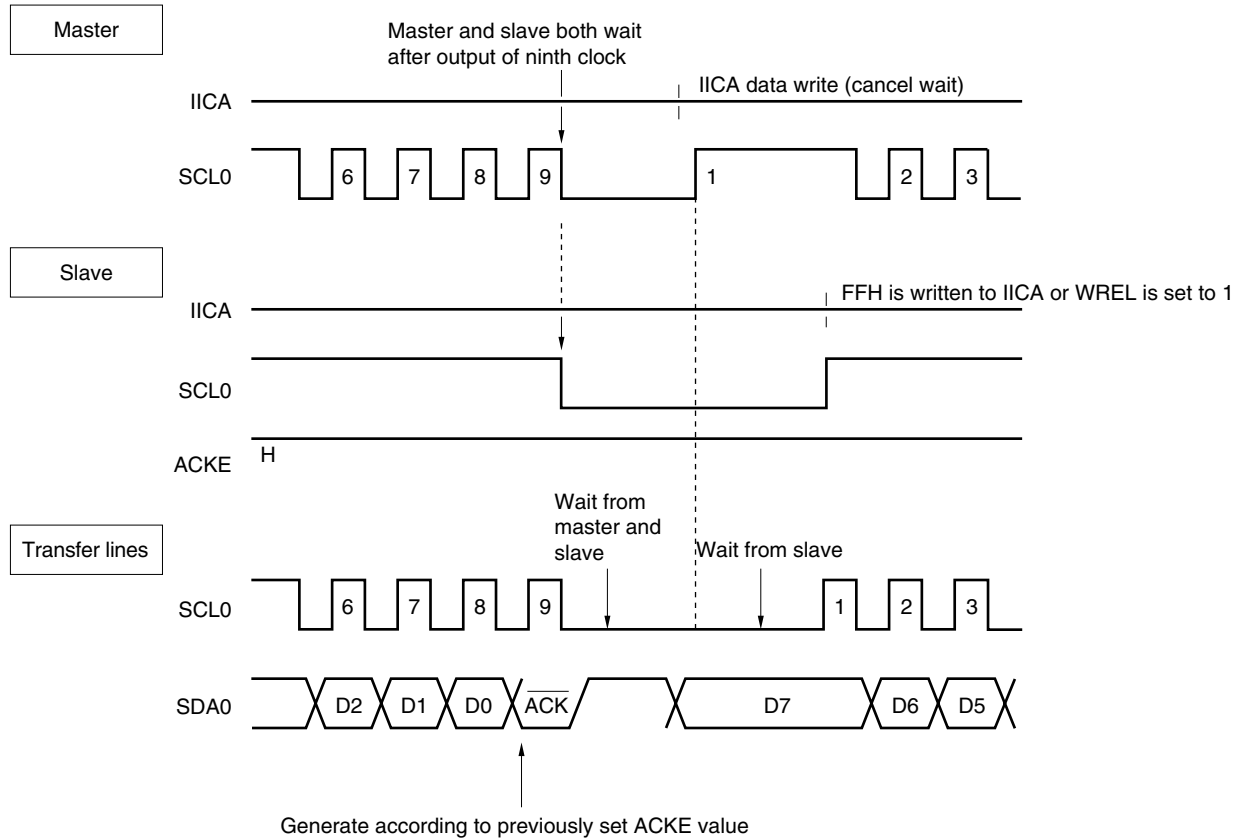 Master
Master and slave both wait
after output of ninth clock
IICA data write (cancel wait)
IICA
SCL0
6 7 8 9 1 2 3
Slave
FFH is written to IICA or WREL is set to 1
IICA
SCL0
H
ACKE
Wait from
master and
slave
Wait from slave
Transfer lines
SCL0
6 7 8 9 1 2 3
SDA0
D2 D1 D0 ACK D7 D6 D5
Generate according to previously set ACKE value